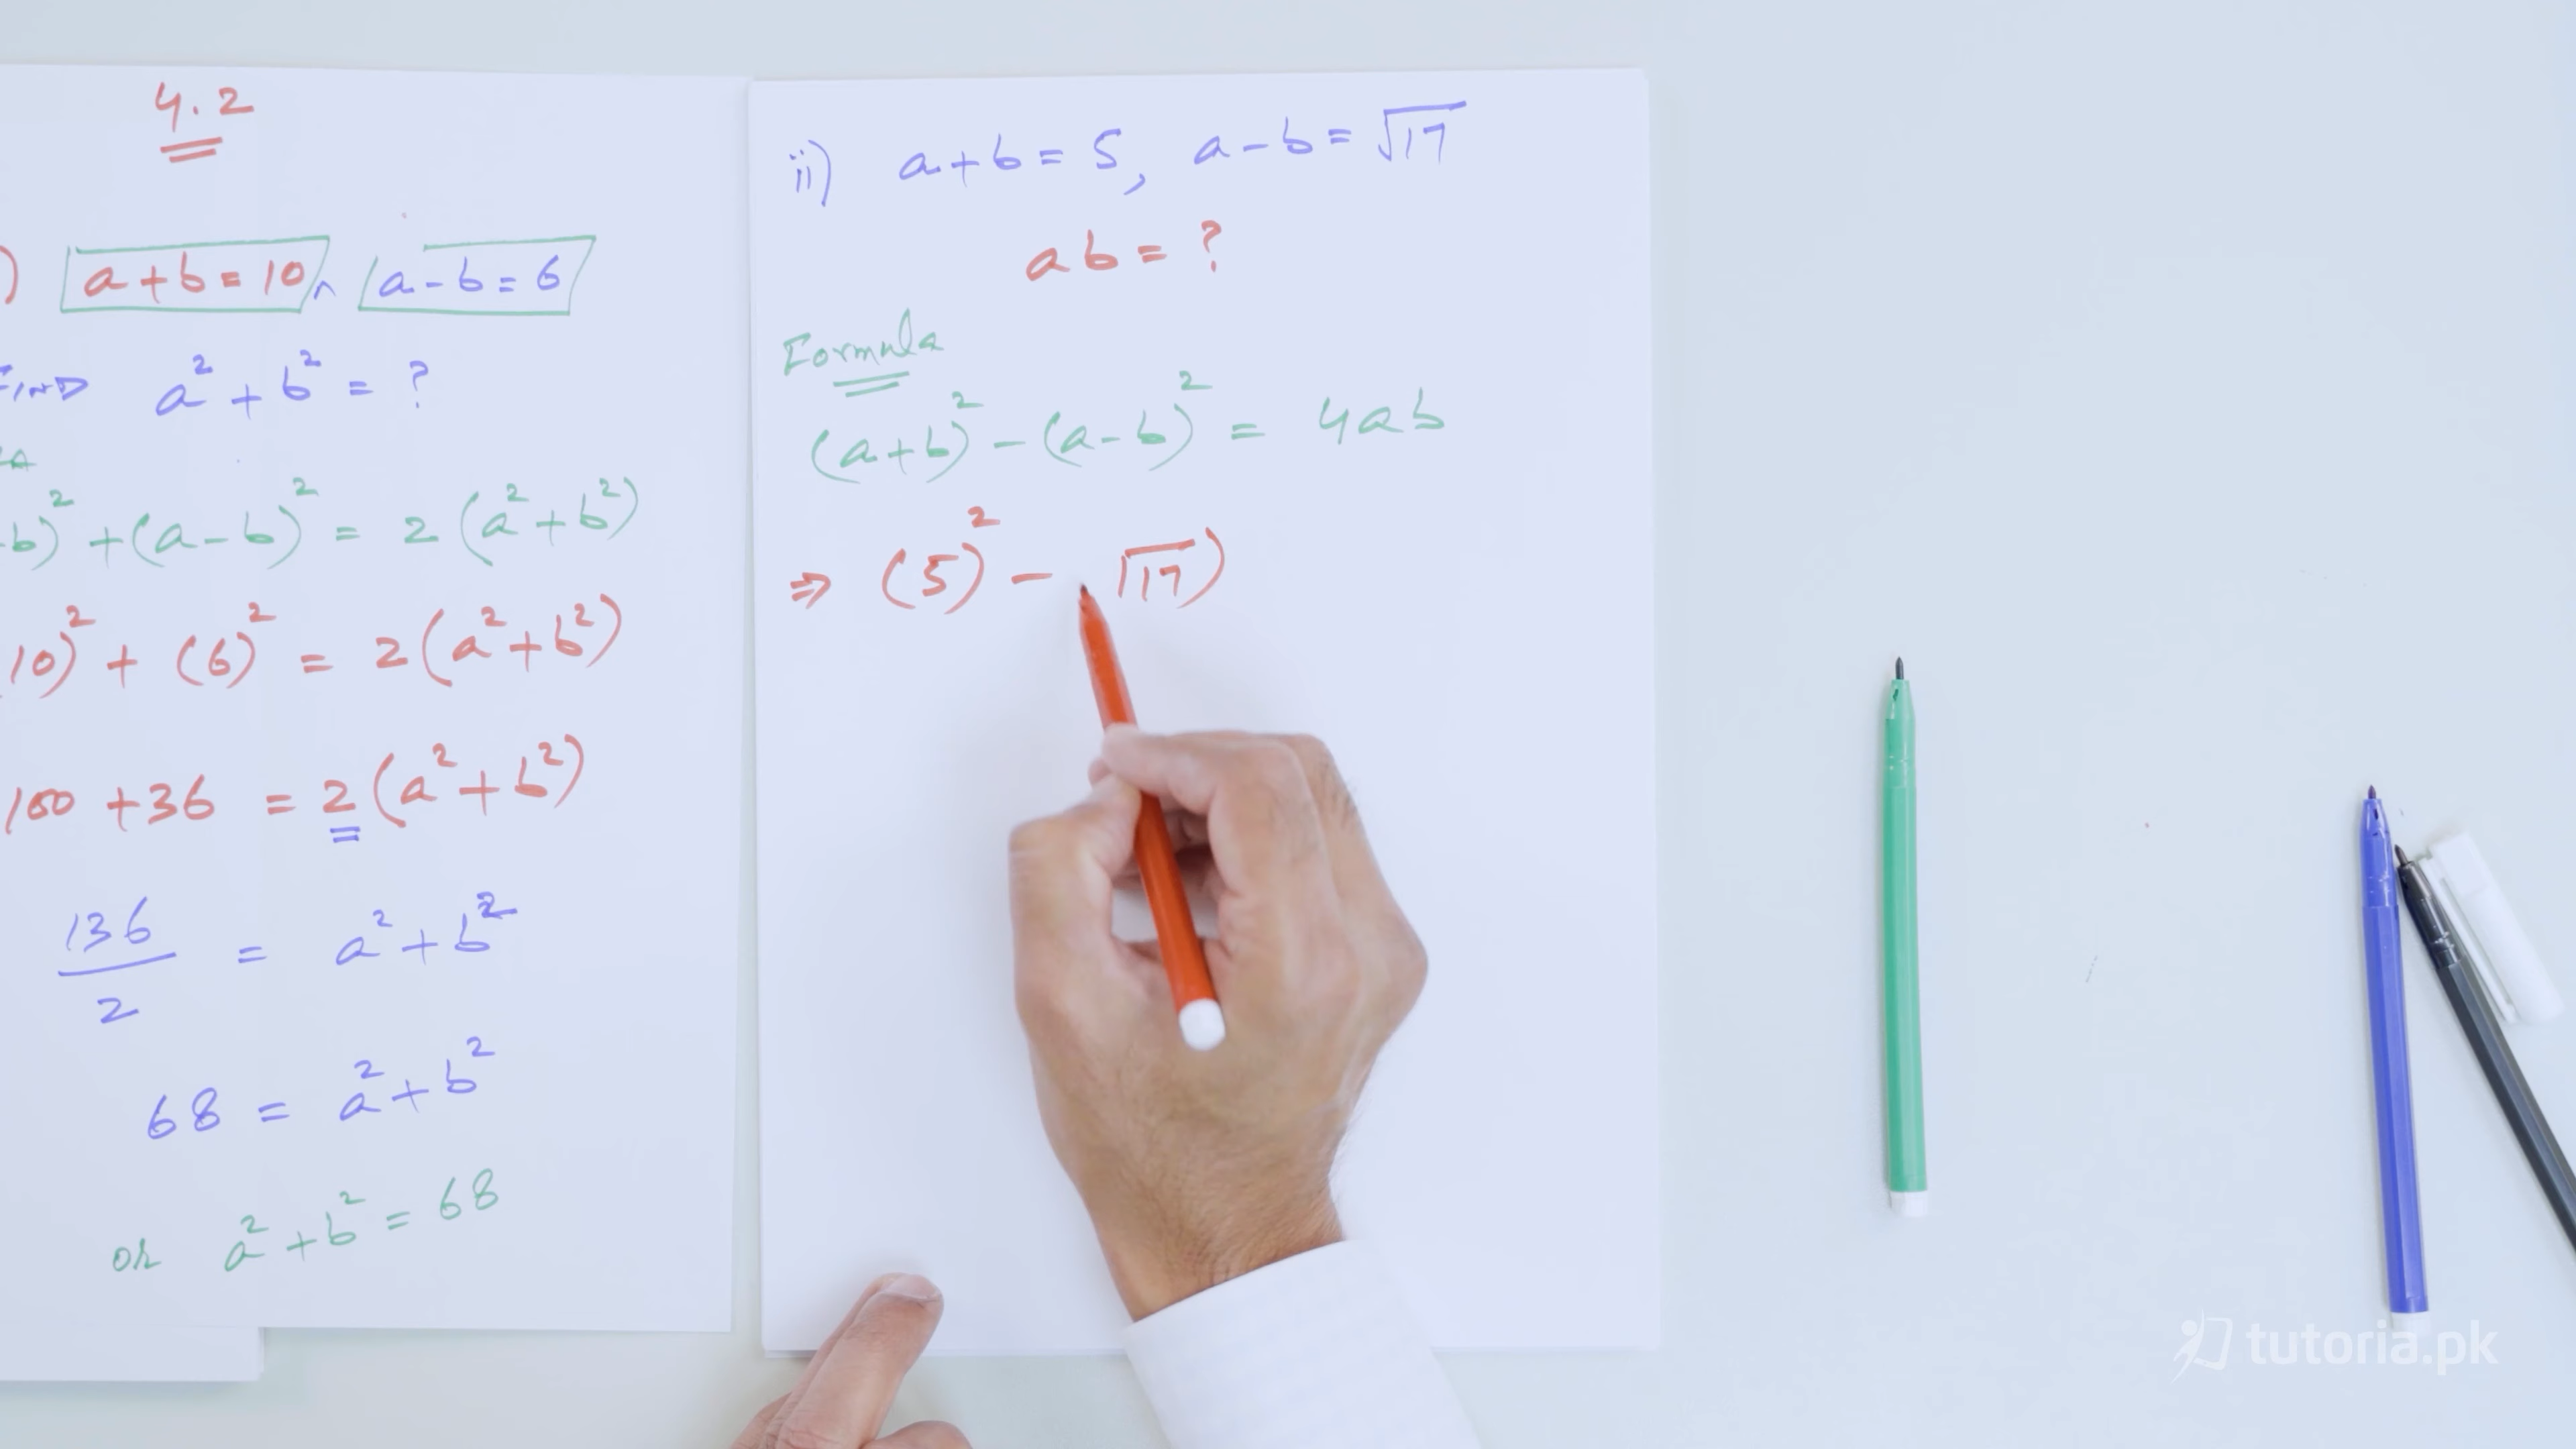 4.2
) a+b=10, a-b=6
FIND a²+b² = ?
LA
b)² +(a-b)² = 2(a²+b²)
10)² + (6)² = 2(a²+b²)
100 +36 = 2(a²+b²)
136/2 = a²+b²
68 = a²+b²
or a²+b² = 68
ii) a+b= 5, a-b= √17
ab= ?
Formula
(a+b)² -(a-b)² = 4ab
⇒ (5)² - √17)
tutoria.pk